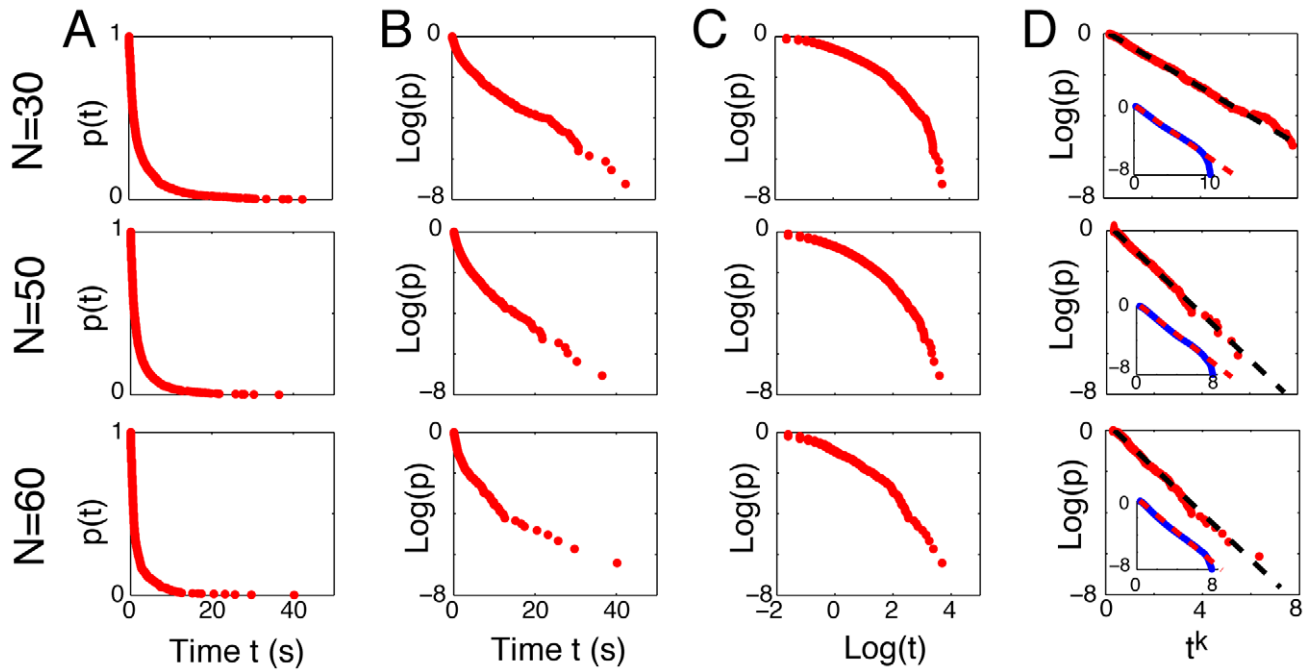 A B C D
N=30
1
p(t)
0
0
Log(p)
−8
0
Log(p)
−8
0
Log(p)
−8
0
−8
0 10
N=50
1
p(t)
0
0
Log(p)
−8
0
Log(p)
−8
0
Log(p)
−8
0
−8
0 8
N=60
1
p(t)
0
0 20 40
Time t (s)
0
Log(p)
−8
0 20 40
Time t (s)
0
Log(p)
−8
−2 0 2 4
Log(t)
0
Log(p)
−8
0
−8
0 8
0 4 8
t^k